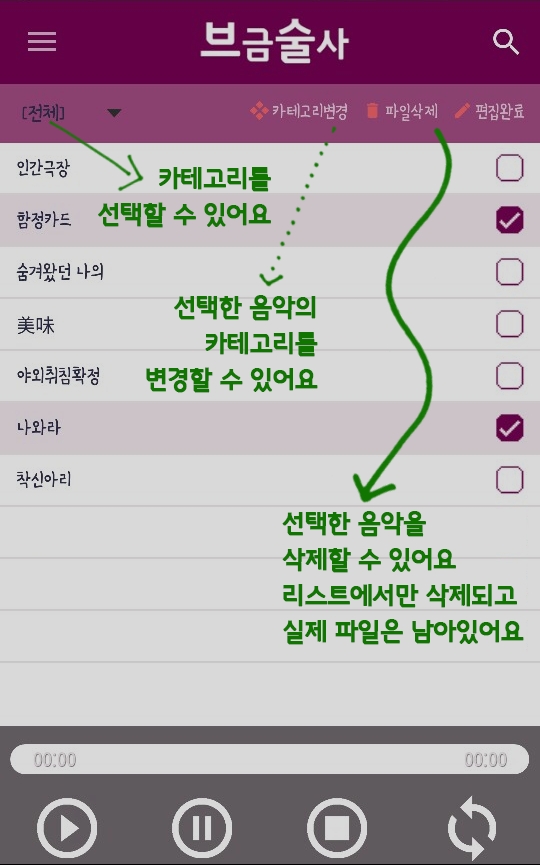 브금술사
[전체]
카테고리변경 파일삭제 편집완료
인간극장
카테고리를
선택할 수 있어요
함정카드
숨겨왔던 나의
선택한 음악의
카테고리를
변경할 수 있어요
美味
야외취침확정
나와라
착신아리
선택한 음악을
삭제할 수 있어요
리스트에서만 삭제되고
실제 파일은 남아있어요
00:00 00:00